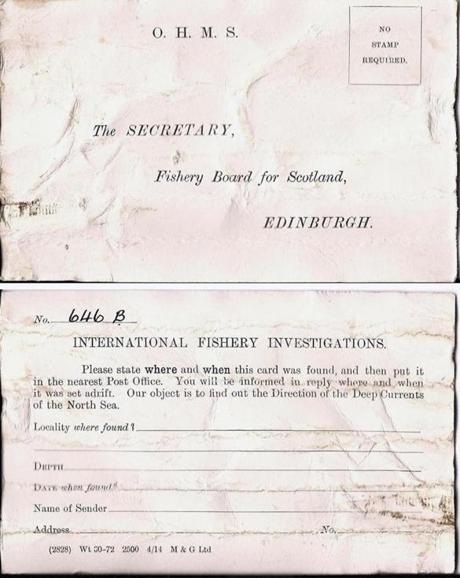 O. H. M. S.
NO
STAMP
REQUIRED.
The SECRETARY,
Fishery Board for Scotland,
EDINBURGH.
No. 646 B
INTERNATIONAL FISHERY INVESTIGATIONS.
Please state where and when this card was found, and then put it
in the nearest Post Office. You will be informed in reply where and when
it was set adrift. Our object is to find out the Direction of the Deep Currents
of the North Sea.
Locality where found?
DEPTH
DATE when found?
Name of Sender
Address No.
(2828) Wt 30-72 2500 4/14 M & G Ltd